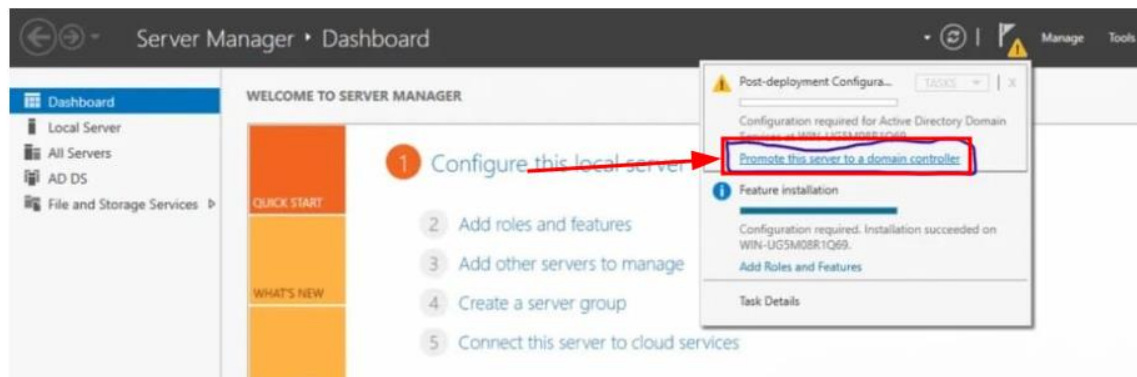 Server Manager • Dashboard
Manage
Tools
Dashboard
Local Server
All Servers
AD DS
File and Storage Services
WELCOME TO SERVER MANAGER
QUICK START
WHAT'S NEW
1 Configure this local server
2 Add roles and features
3 Add other servers to manage
4 Create a server group
5 Connect this server to cloud services
Post-deployment Configura...
TASKS
X
Configuration required for Active Directory Domain
Services at WIN-UG5M08R1Q69.
Promote this server to a domain controller
Feature installation
Configuration required. Installation succeeded on
WIN-UG5M08R1Q69.
Add Roles and Features
Task Details